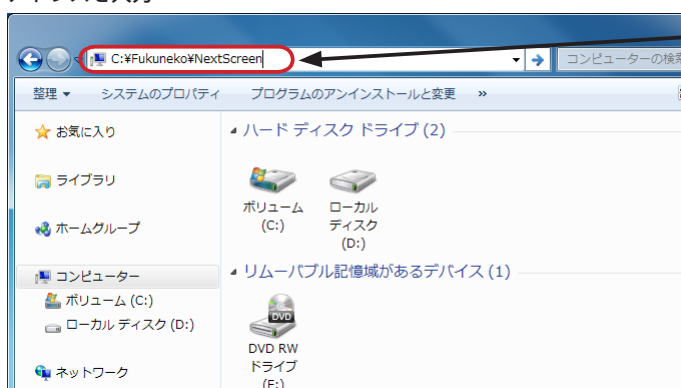 C:¥Fukuneko¥NextScreen
整理 ▼ システムのプロパティ プログラムのアンインストールと変更 »
お気に入り
ライブラリ
ホームグループ
コンピューター
ボリューム (C:)
ローカル ディスク (D:)
ネットワーク
コンピューターの検索
ハード ディスク ドライブ (2)
ボリューム
(C:)
ローカル
ディスク
(D:)
リムーバブル記憶域があるデバイス (1)
DVD
DVD RW
ドライブ
(E:)